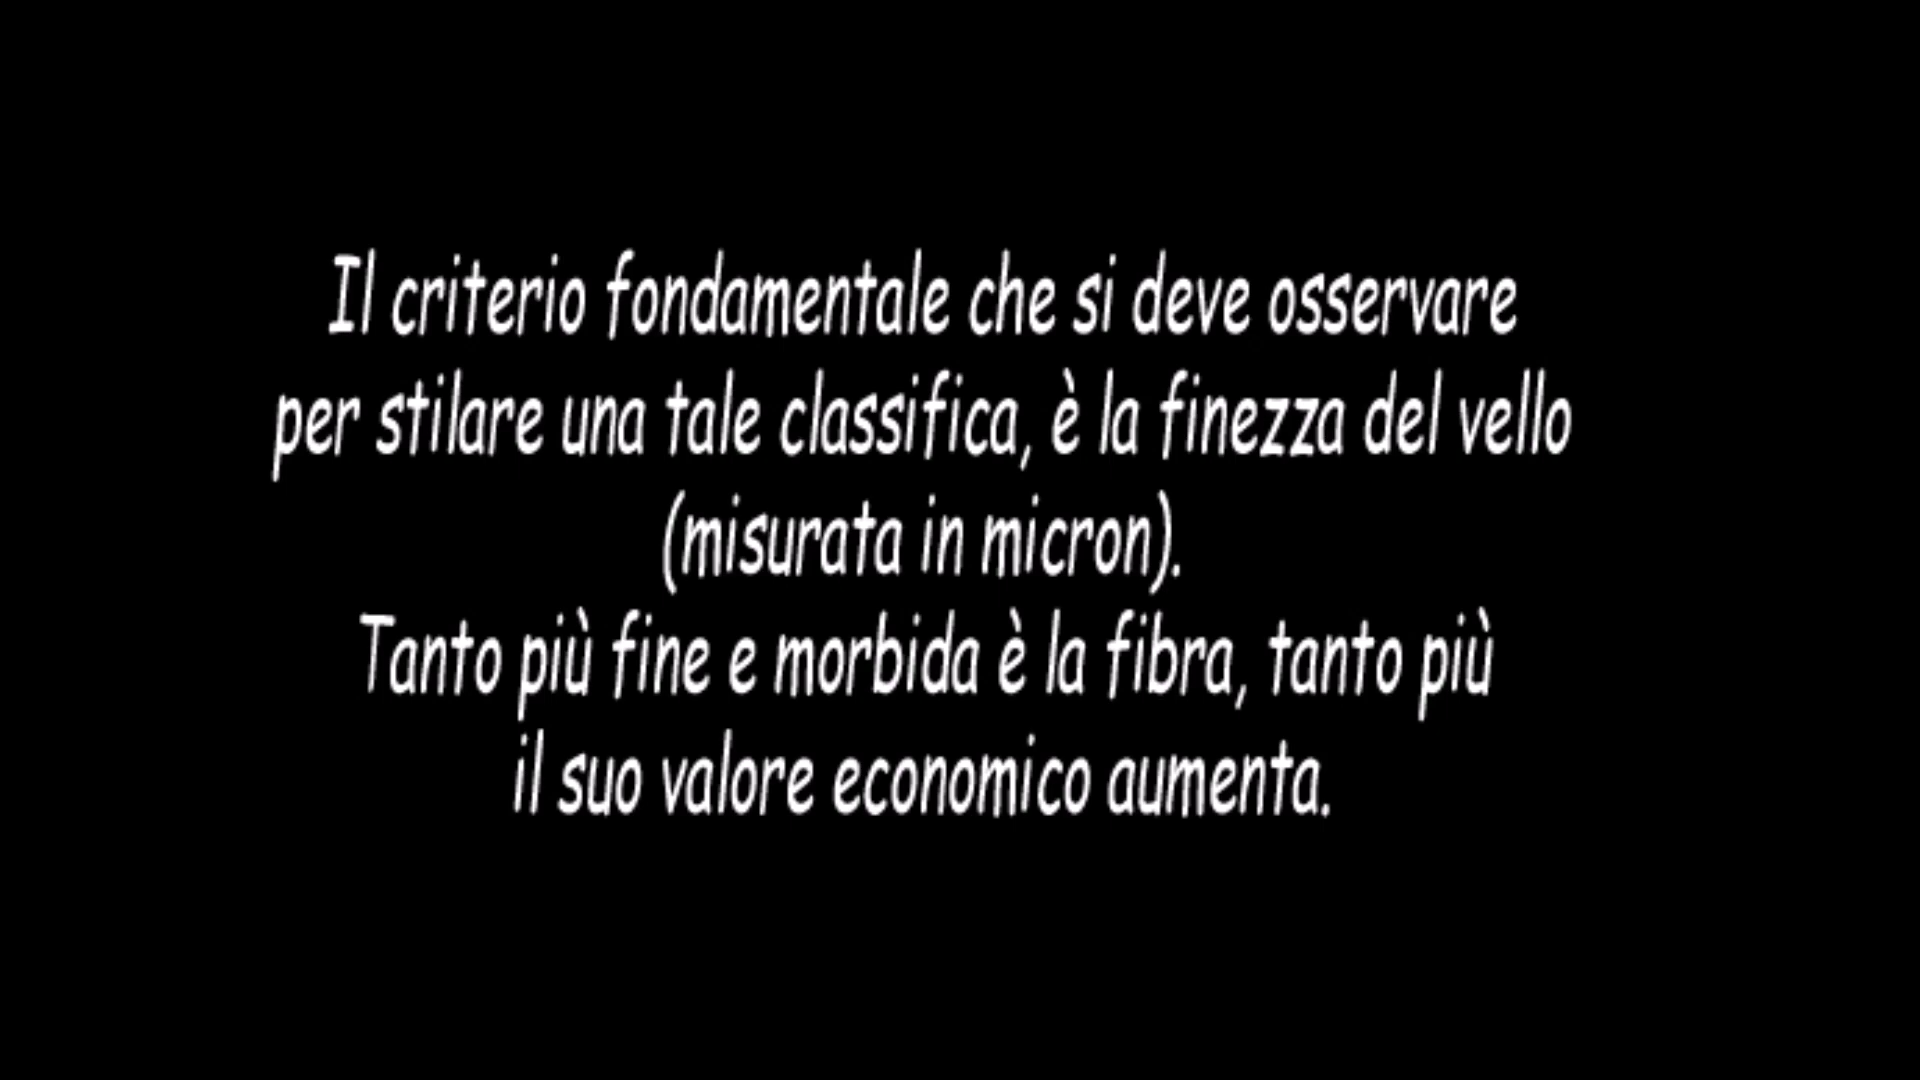 Il criterio fondamentale che si deve osservare
per stilare una tale classifica, è la finezza del vello
(misurata in micron).
Tanto più fine e morbida è la fibra, tanto più
il suo valore economico aumenta.